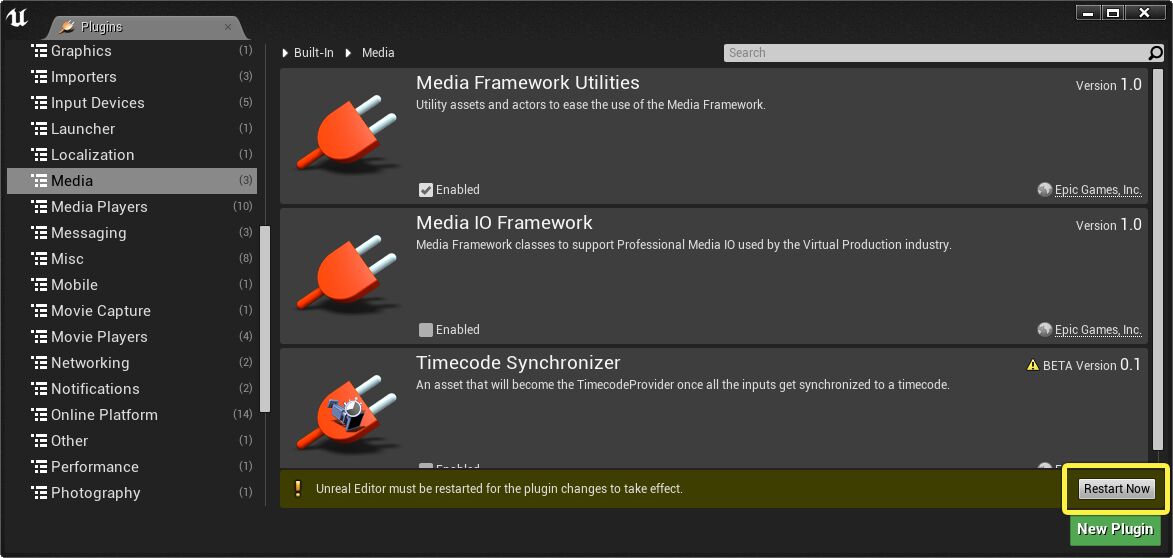 Plugins
Graphics (1)
Importers (3)
Input Devices (5)
Launcher (1)
Localization (1)
Media (3)
Media Players (10)
Messaging (3)
Misc (8)
Mobile (1)
Movie Capture (1)
Movie Players (4)
Networking (2)
Notifications (2)
Online Platform (14)
Other (1)
Performance (1)
Photography (1)
Built-In Media
Search
Media Framework Utilities Version 1.0
Utility assets and actors to ease the use of the Media Framework.
Enabled Epic Games, Inc.
Media IO Framework Version 1.0
Media Framework classes to support Professional Media IO used by the Virtual Production industry.
Enabled Epic Games, Inc.
Timecode Synchronizer BETA Version 0.1
An asset that will become the TimecodeProvider once all the inputs get synchronized to a timecode.
Enabled
Unreal Editor must be restarted for the plugin changes to take effect. Restart Now
New Plugin